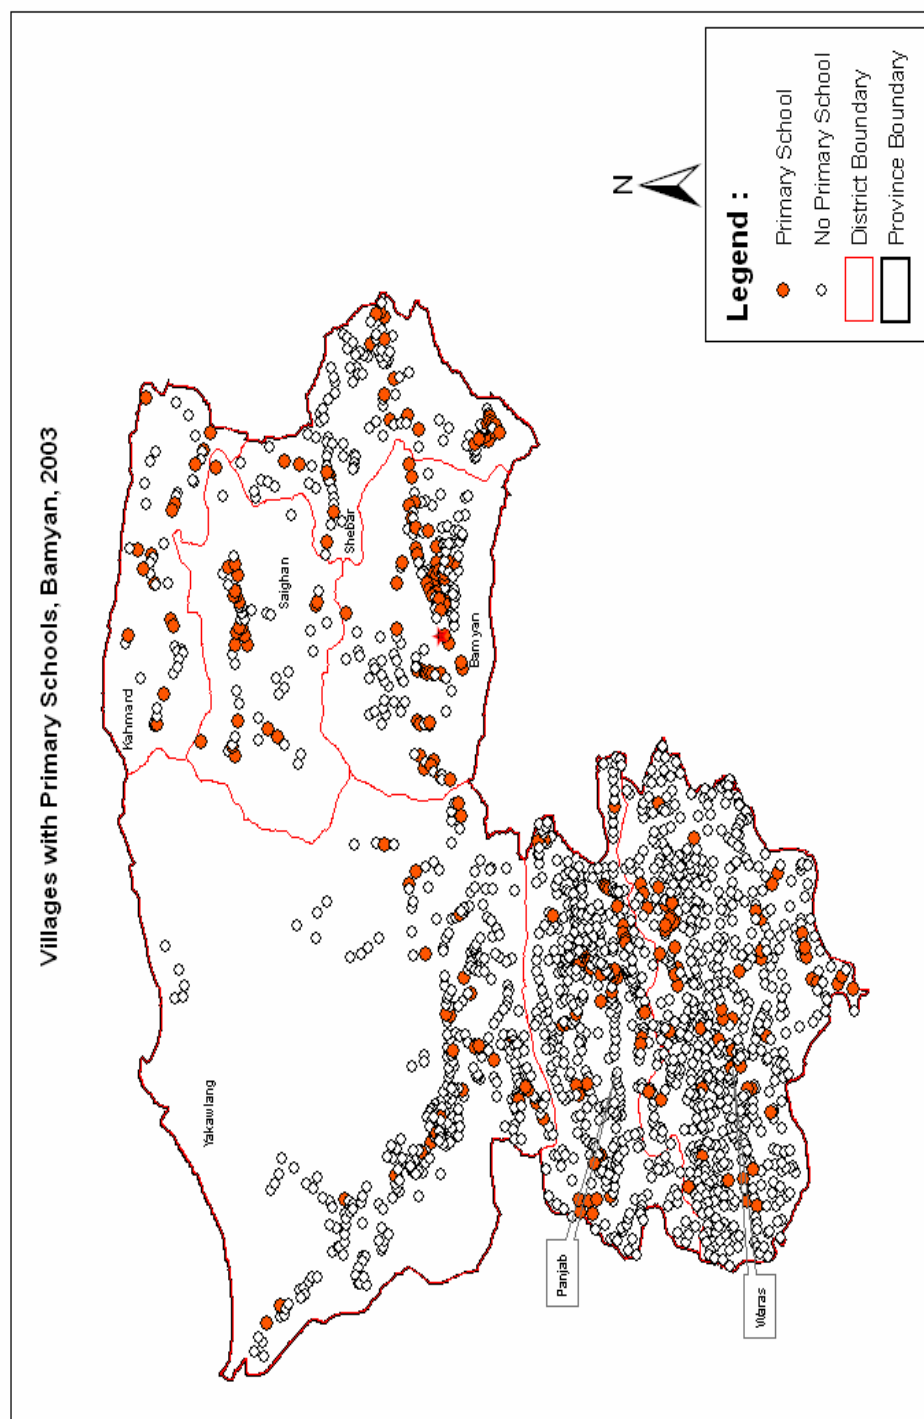 Villages with Primary Schools, Bamyan, 2003
Kahmard
Saighan
Shebar
Bamyan
Yakawlang
Panjab
Waras
N
Legend :
Primary School
No Primary School
District Boundary
Province Boundary